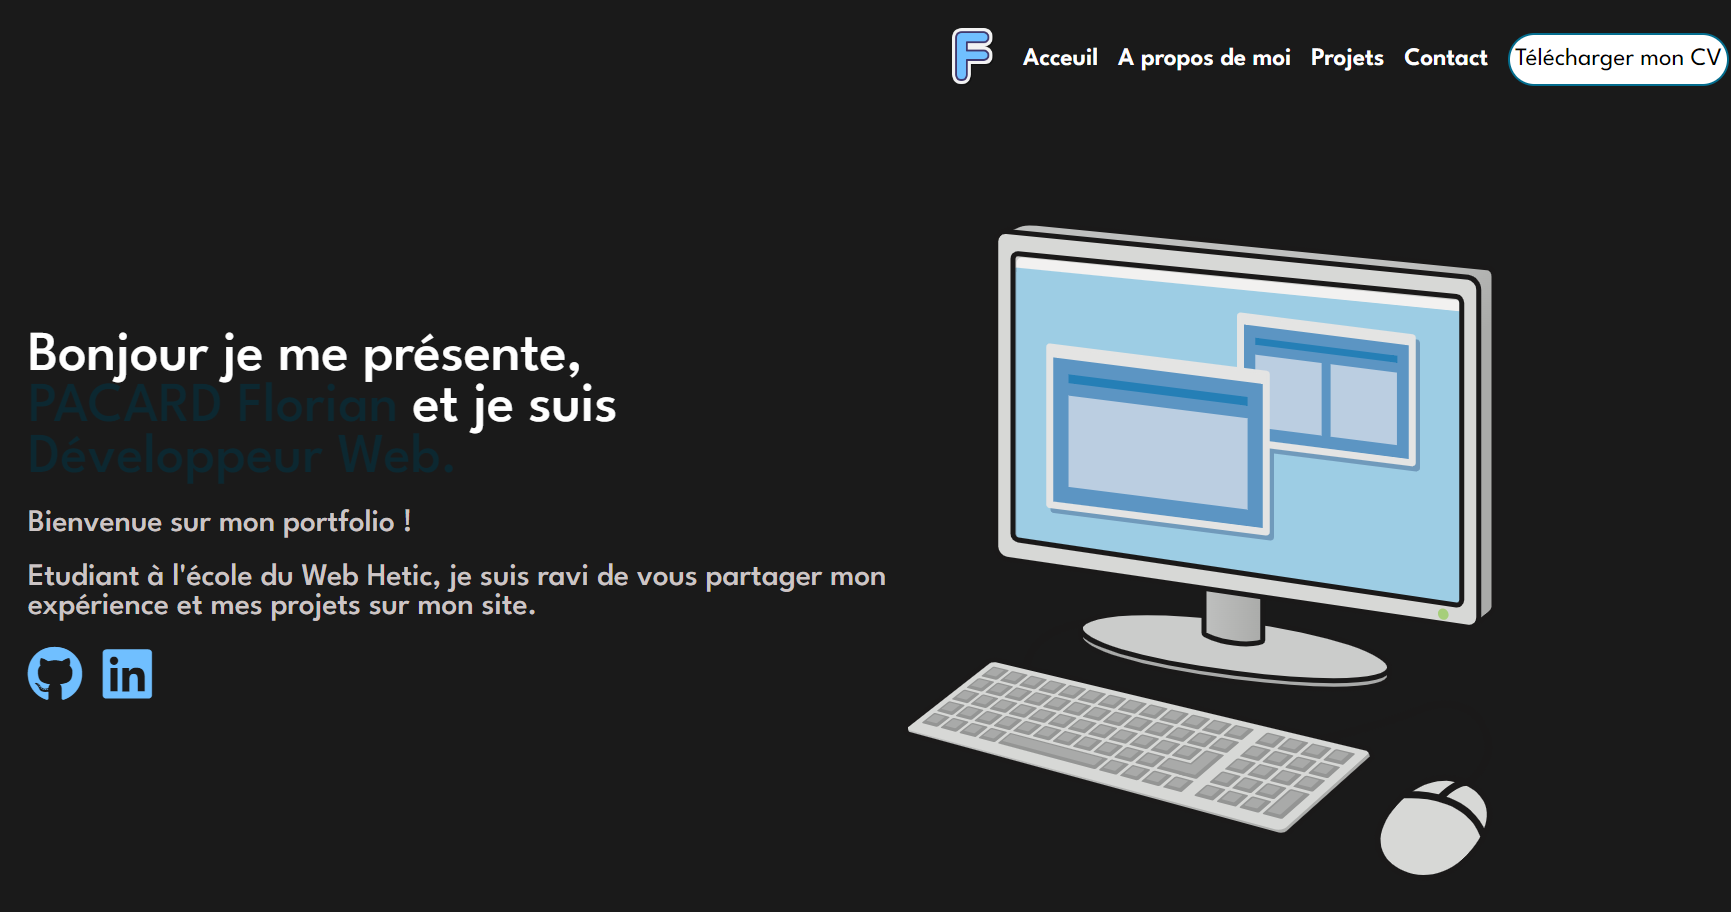 F Acceuil A propos de moi Projets Contact Télécharger mon CV
Bonjour je me présente,
PACARD Florian et je suis
Développeur Web.
Bienvenue sur mon portfolio !
Etudiant à l'école du Web Hetic, je suis ravi de vous partager mon
expérience et mes projets sur mon site.
in